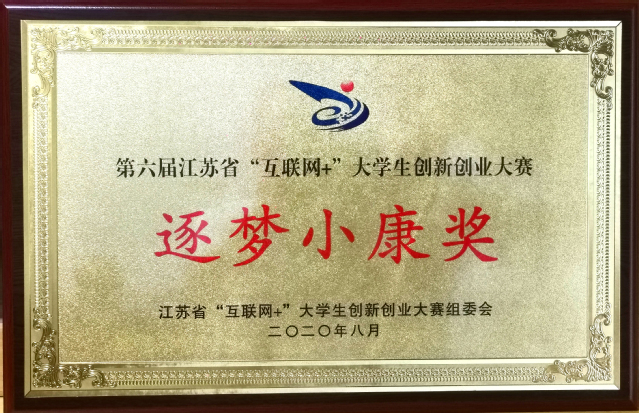 第六届江苏省“互联网+”大学生创新创业大赛
逐梦小康奖
江苏省“互联网+”大学生创新创业大赛组委会
二〇二〇年八月